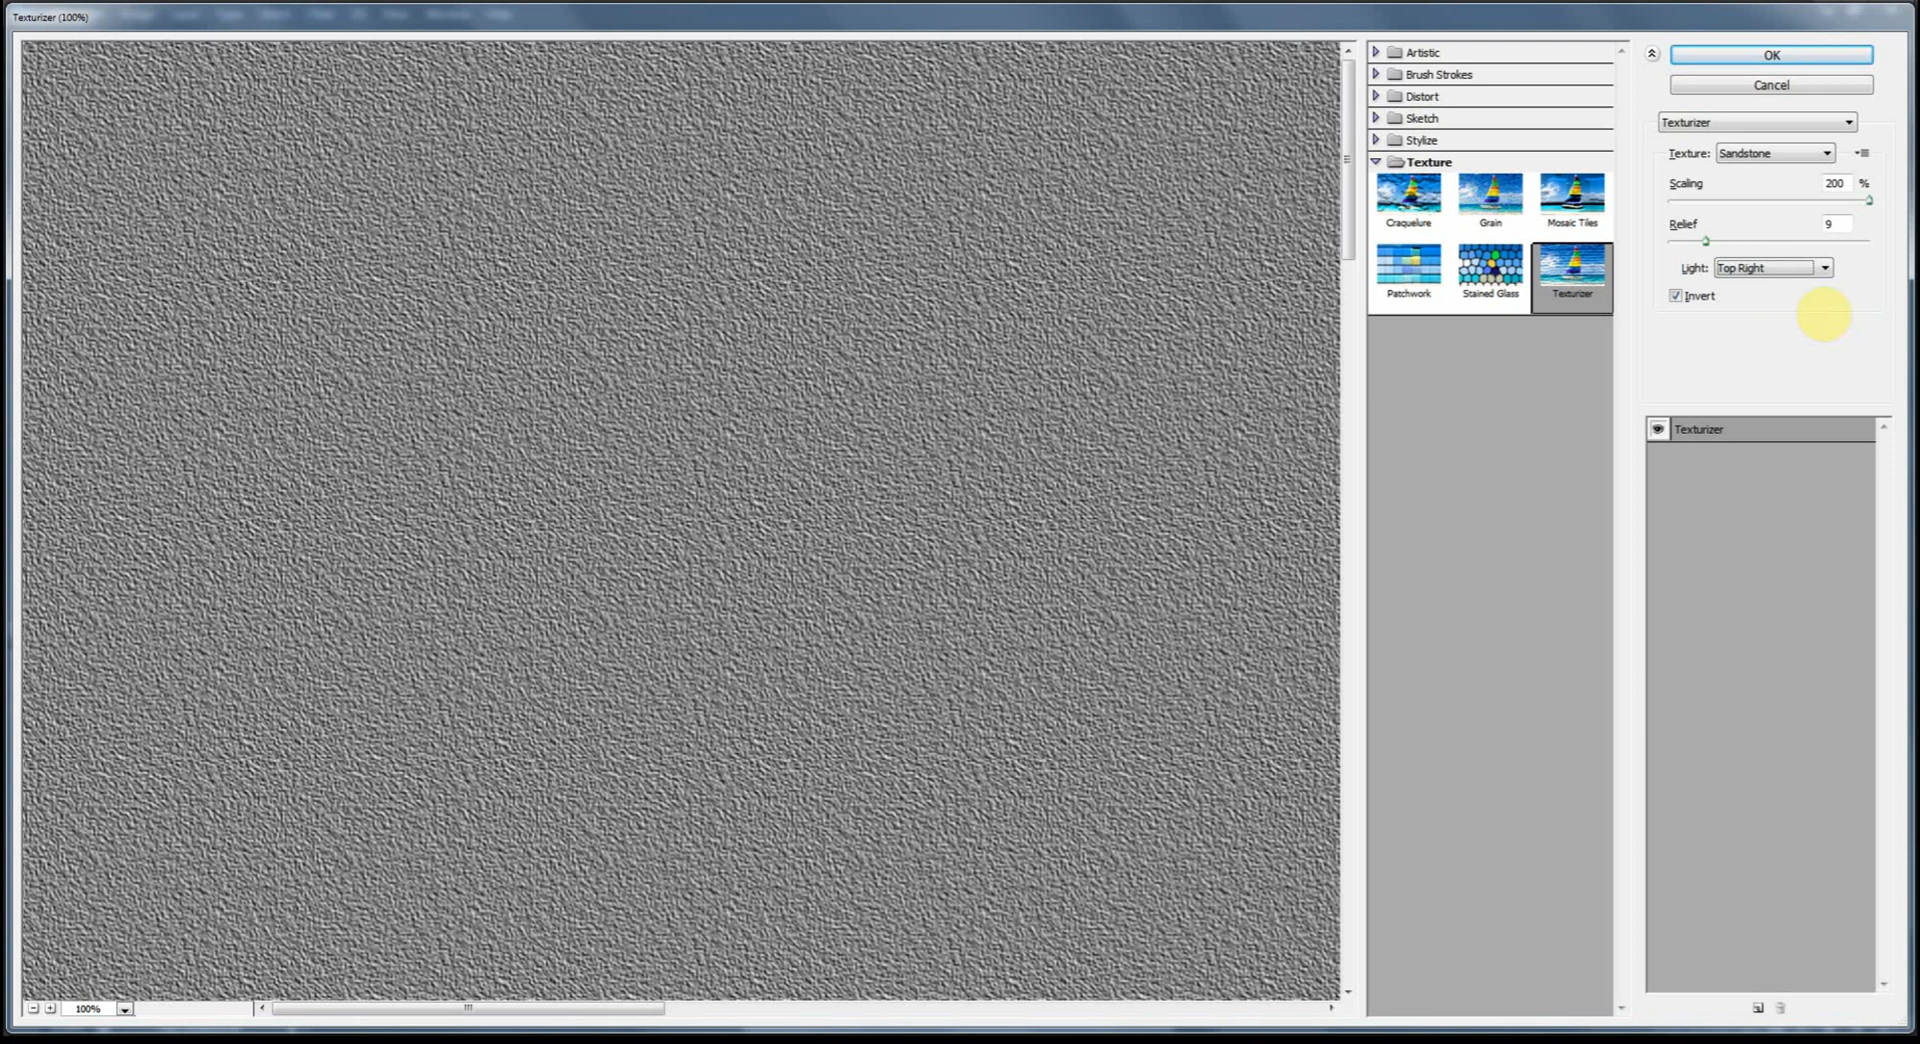 Texturizer (100%)
Artistic
Brush Strokes
Distort
Sketch
Stylize
Texture
Craquelure
Grain
Mosaic Tiles
Patchwork
Stained Glass
Texturizer
OK
Cancel
Texturizer
Texture: Sandstone
Scaling 200 %
Relief 9
Light: Top Right
Invert
Texturizer
100%